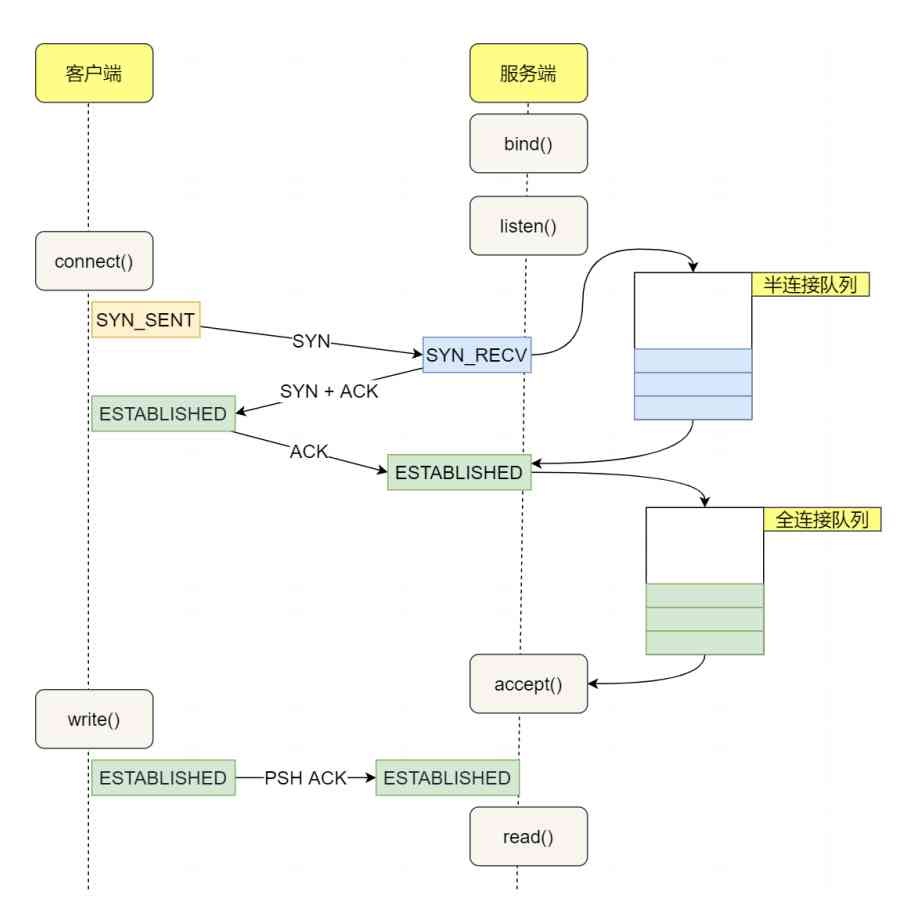 客户端
服务端
bind()
listen()
connect()
半连接队列
SYN_SENT
SYN
SYN_RECV
SYN + ACK
ESTABLISHED
ACK
ESTABLISHED
全连接队列
accept()
write()
ESTABLISHED
PSH ACK
ESTABLISHED
read()